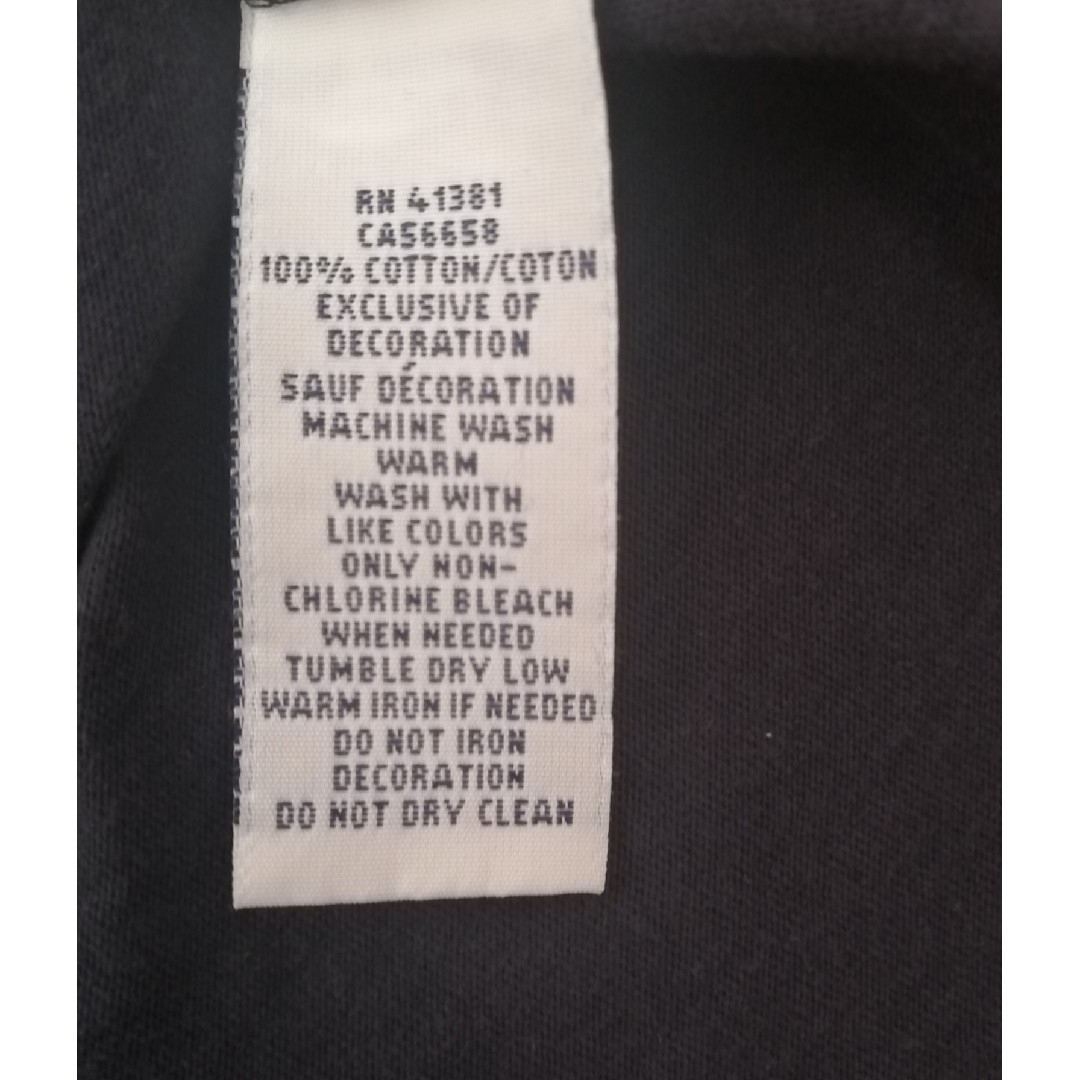 RN 41381
CA56658
100% COTTON/COTON
EXCLUSIVE OF
DECORATION
SAUF DÉCORATION
MACHINE WASH
WARM
WASH WITH
LIKE COLORS
ONLY NON-
CHLORINE BLEACH
WHEN NEEDED
TUMBLE DRY LOW
WARM IRON IF NEEDED
DO NOT IRON
DECORATION
DO NOT DRY CLEAN